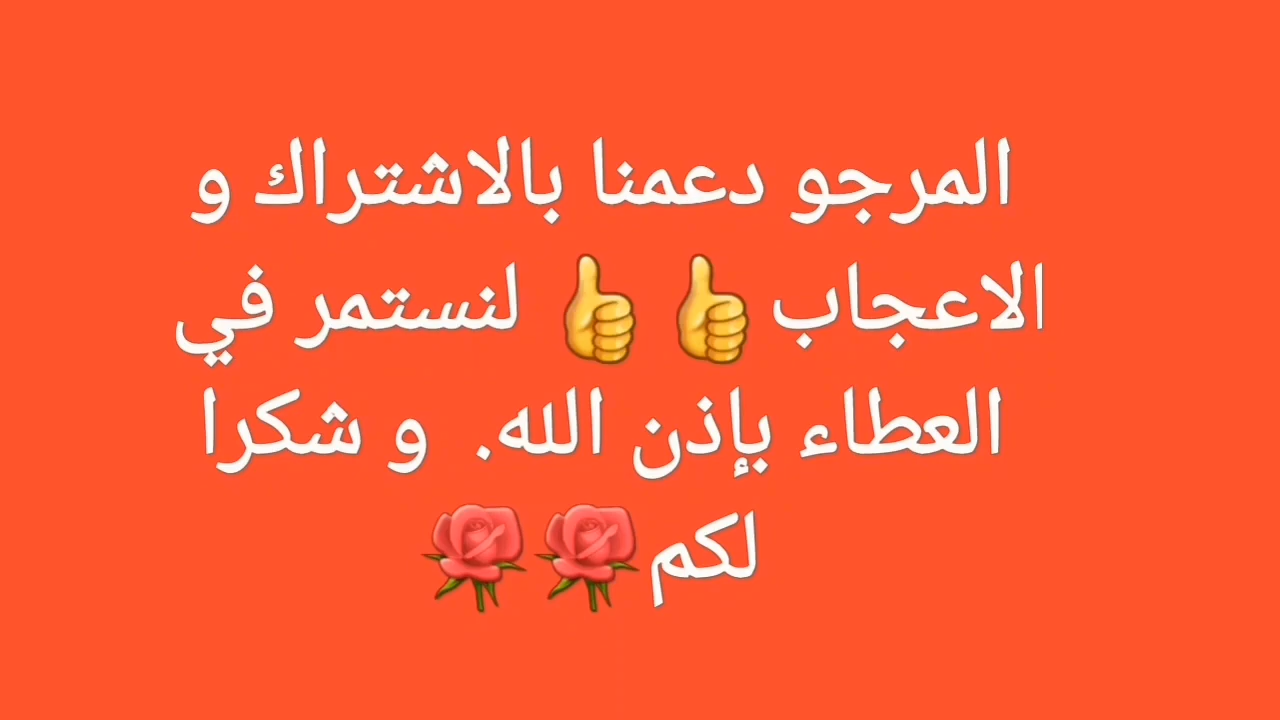 المرجو دعمنا بالاشتراك و
الاعجاب👍👍 لنستمر في
العطاء بإذن الله. و شكرا
لكم🌹🌹